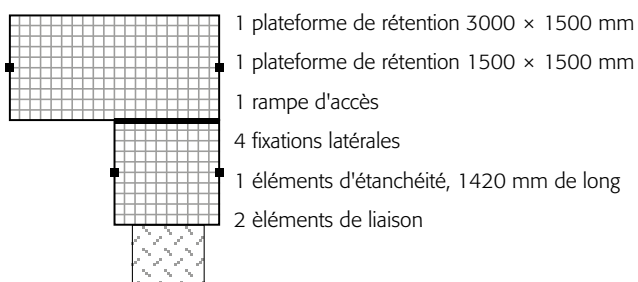 1 plateforme de rétention 3000 × 1500 mm
1 plateforme de rétention 1500 × 1500 mm
1 rampe d'accès
4 fixations latérales
1 éléments d'étanchéité, 1420 mm de long
2 èléments de liaison